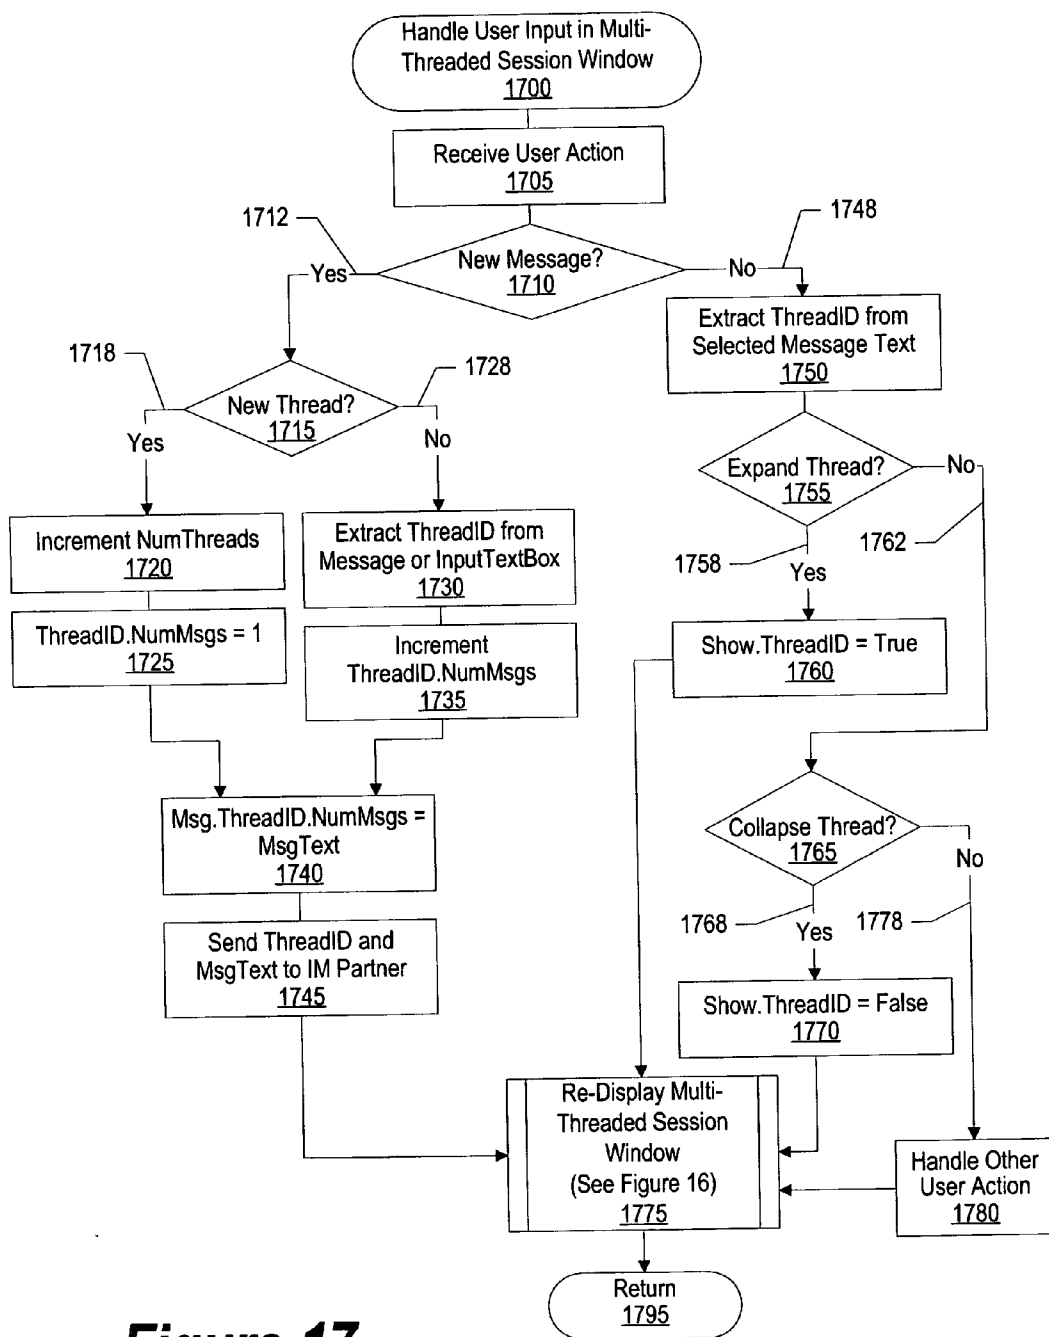 Handle User Input in Multi-
Threaded Session Window
1700
Receive User Action
1705
1712
1748
New Message?
1710
Yes
No
Extract ThreadID from
Selected Message Text
1750
1718
1728
New Thread?
1715
Yes
No
Expand Thread?
1755
No
1762
1758
Yes
Increment NumThreads
1720
Extract ThreadID from
Message or InputTextBox
1730
ThreadID.NumMsgs = 1
1725
Increment
ThreadID.NumMsgs
1735
Show.ThreadID = True
1760
Msg.ThreadID.NumMsgs =
MsgText
1740
Collapse Thread?
1765
No
1768
Yes
1778
Send ThreadID and
MsgText to IM Partner
1745
Show.ThreadID = False
1770
Re-Display Multi-
Threaded Session
Window
(See Figure 16)
1775
Handle Other
User Action
1780
Return
1795
Figure 17